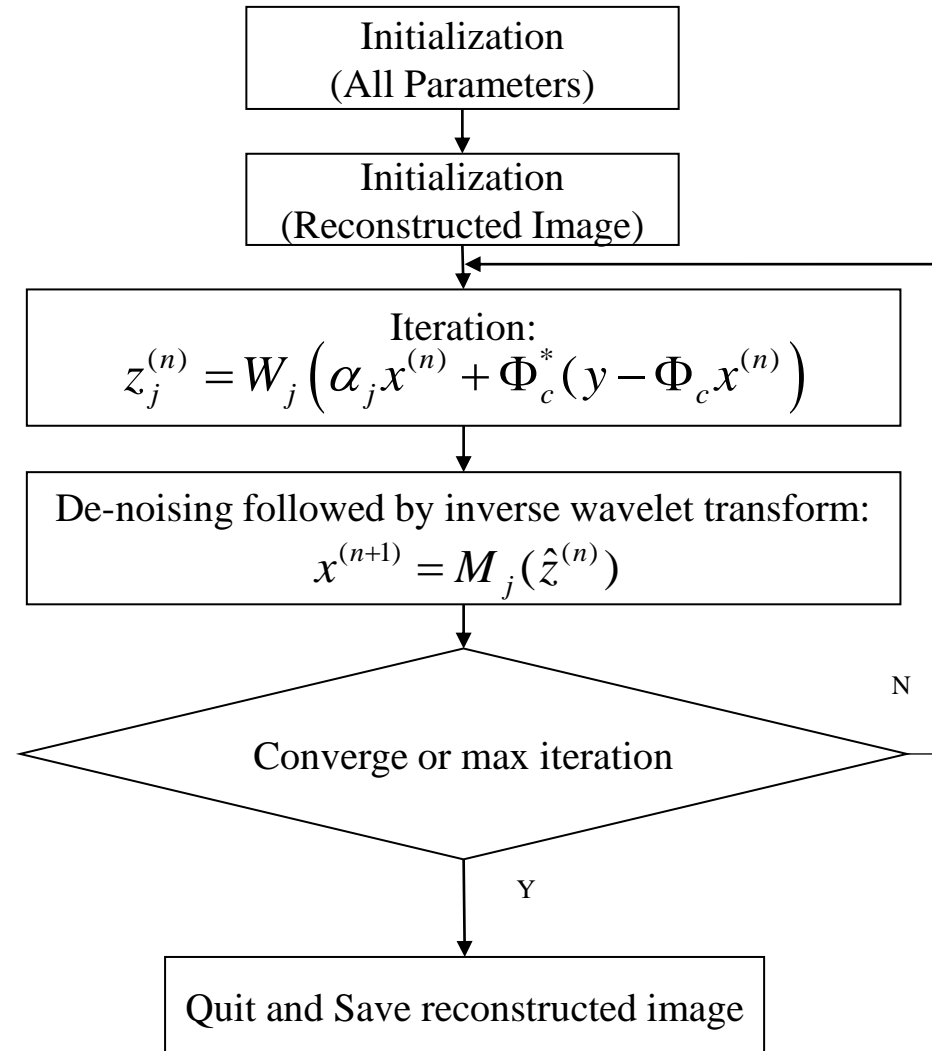 Initialization
(All Parameters)
Initialization
(Reconstructed Image)
Iteration:
z_j^{(n)} = W_j(α_j x^{(n)} + Φ_c^*(y − Φ_c x^{(n)})
De-noising followed by inverse wavelet transform:
x^{(n+1)} = M_j(ẑ^{(n)})
N
Converge or max iteration
Y
Quit and Save reconstructed image